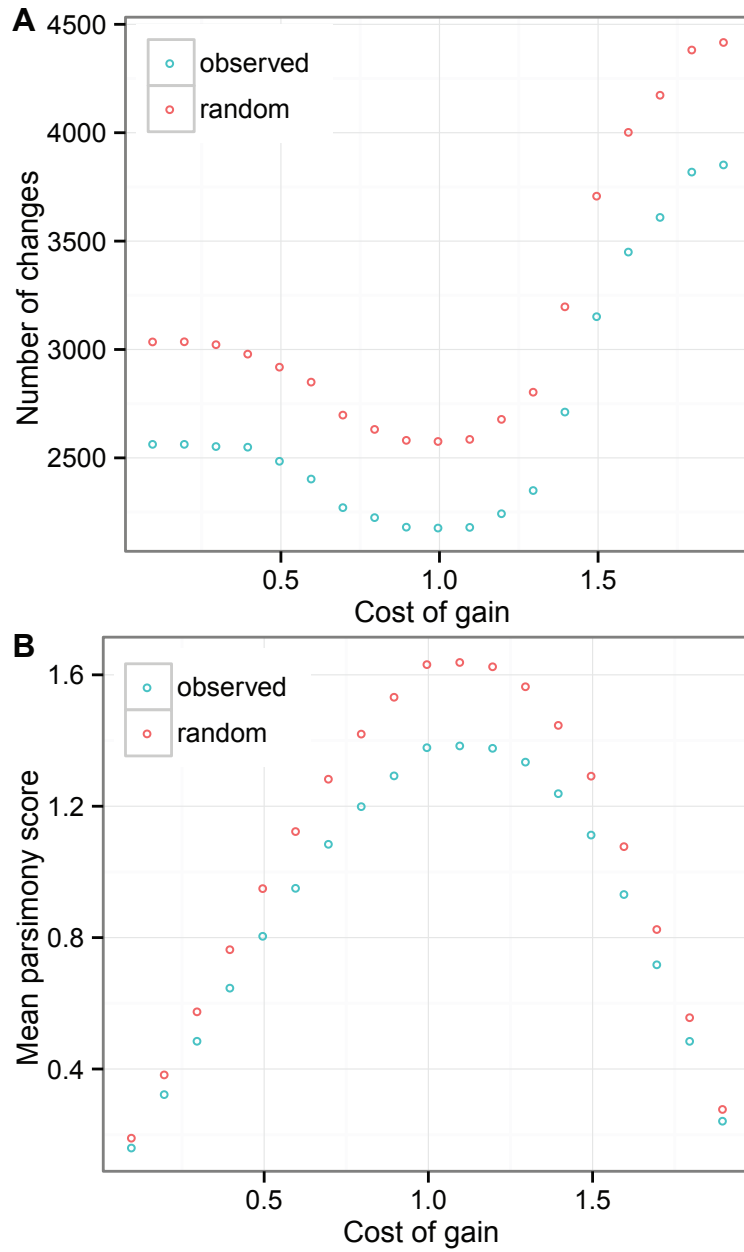 A
4500
observed
random
4000
3500
3000
2500
Number of changes
0.5 1.0 1.5
Cost of gain
B
1.6
observed
random
1.2
0.8
0.4
Mean parsimony score
0.5 1.0 1.5
Cost of gain